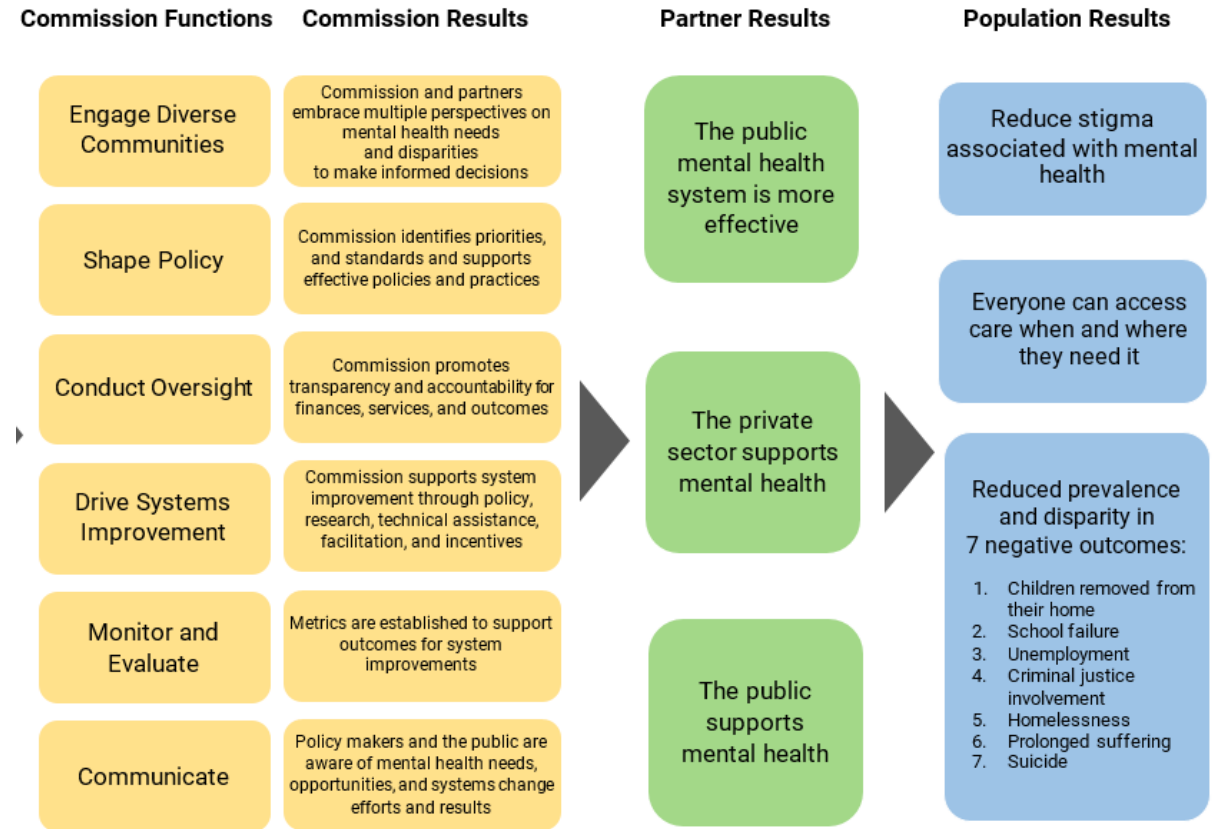 Commission Functions
Commission Results
Partner Results
Population Results
Engage Diverse
Communities
Commission and partners
embrace multiple perspectives on
mental health needs
and disparities
to make informed decisions
Shape Policy
Commission identifies priorities,
and standards and supports
effective policies and practices
Conduct Oversight
Commission promotes
transparency and accountability for
finances, services, and outcomes
Drive Systems
Improvement
Commission supports system
improvement through policy,
research, technical assistance,
facilitation, and incentives
Monitor and
Evaluate
Metrics are established to support
outcomes for system
improvements
Communicate
Policy makers and the public are
aware of mental health needs,
opportunities, and systems change
efforts and results
The public
mental health
system is more
effective
The private
sector supports
mental health
The public
supports
mental health
Reduce stigma
associated with mental
health
Everyone can access
care when and where
they need it
Reduced prevalence
and disparity in
7 negative outcomes:
1. Children removed from
their home
2. School failure
3. Unemployment
4. Criminal justice
involvement
5. Homelessness
6. Prolonged suffering
7. Suicide